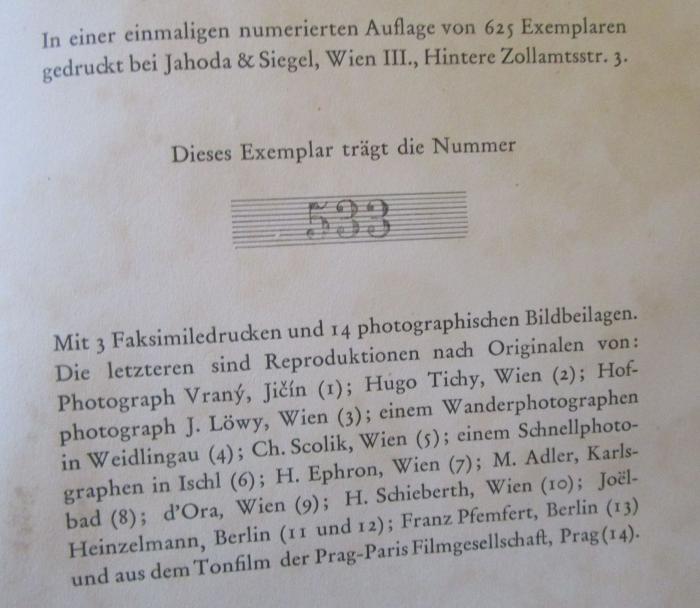 In einer einmaligen numerierten Auflage von 625 Exemplaren
gedruckt bei Jahoda & Siegel, Wien III., Hintere Zollamtsstr. 3.
Dieses Exemplar trägt die Nummer
533
Mit 3 Faksimiledrucken und 14 photographischen Bildbeilagen.
Die letzteren sind Reproduktionen nach Originalen von:
Photograph Vraný, Jičín (1); Hugo Tichy, Wien (2); Hof-
photograph J. Löwy, Wien (3); einem Wanderphotographen
in Weidlingau (4); Ch. Scolik, Wien (5); einem Schnellphoto-
graphen in Ischl (6); H. Ephron, Wien (7); M. Adler, Karls-
bad (8); d'Ora, Wien (9); H. Schieberth, Wien (10); Joël-
Heinzelmann, Berlin (11 und 12); Franz Pfemfert, Berlin (13)
und aus dem Tonfilm der Prag-Paris Filmgesellschaft, Prag (14).